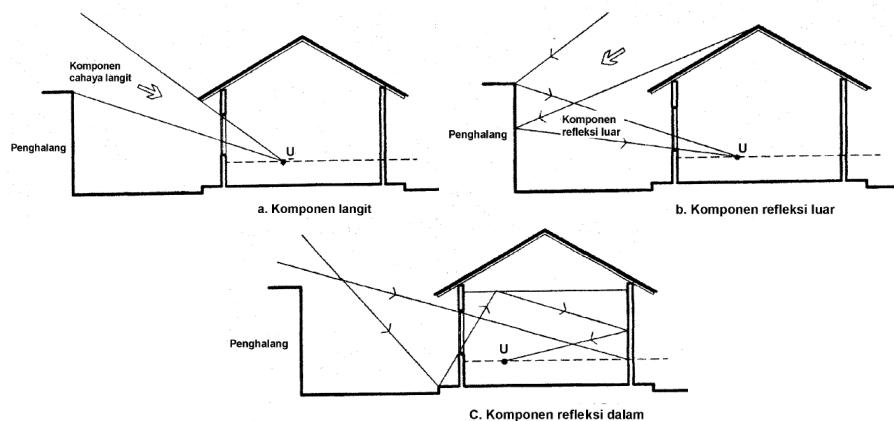 Komponen
cahaya langit
Penghalang
U
a. Komponen langit
Komponen
refleksi luar
Penghalang
U
b. Komponen refleksi luar
Penghalang
U
C. Komponen refleksi dalam